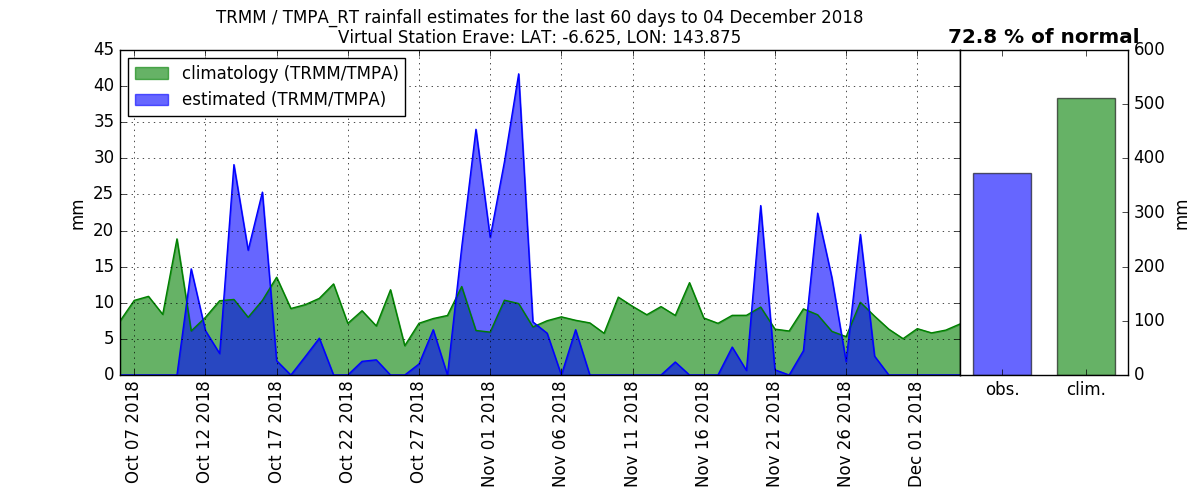 TRMM / TMPA_RT rainfall estimates for the last 60 days to 04 December 2018
Virtual Station Erave: LAT: -6.625, LON: 143.875
72.8 % of normal
climatology (TRMM/TMPA)
estimated (TRMM/TMPA)
45
40
35
30
25
20
15
10
5
0
mm
Oct 07 2018
Oct 12 2018
Oct 17 2018
Oct 22 2018
Oct 27 2018
Nov 01 2018
Nov 06 2018
Nov 11 2018
Nov 16 2018
Nov 21 2018
Nov 26 2018
Dec 01 2018
obs.
clim.
600
500
400
300
200
100
0
mm